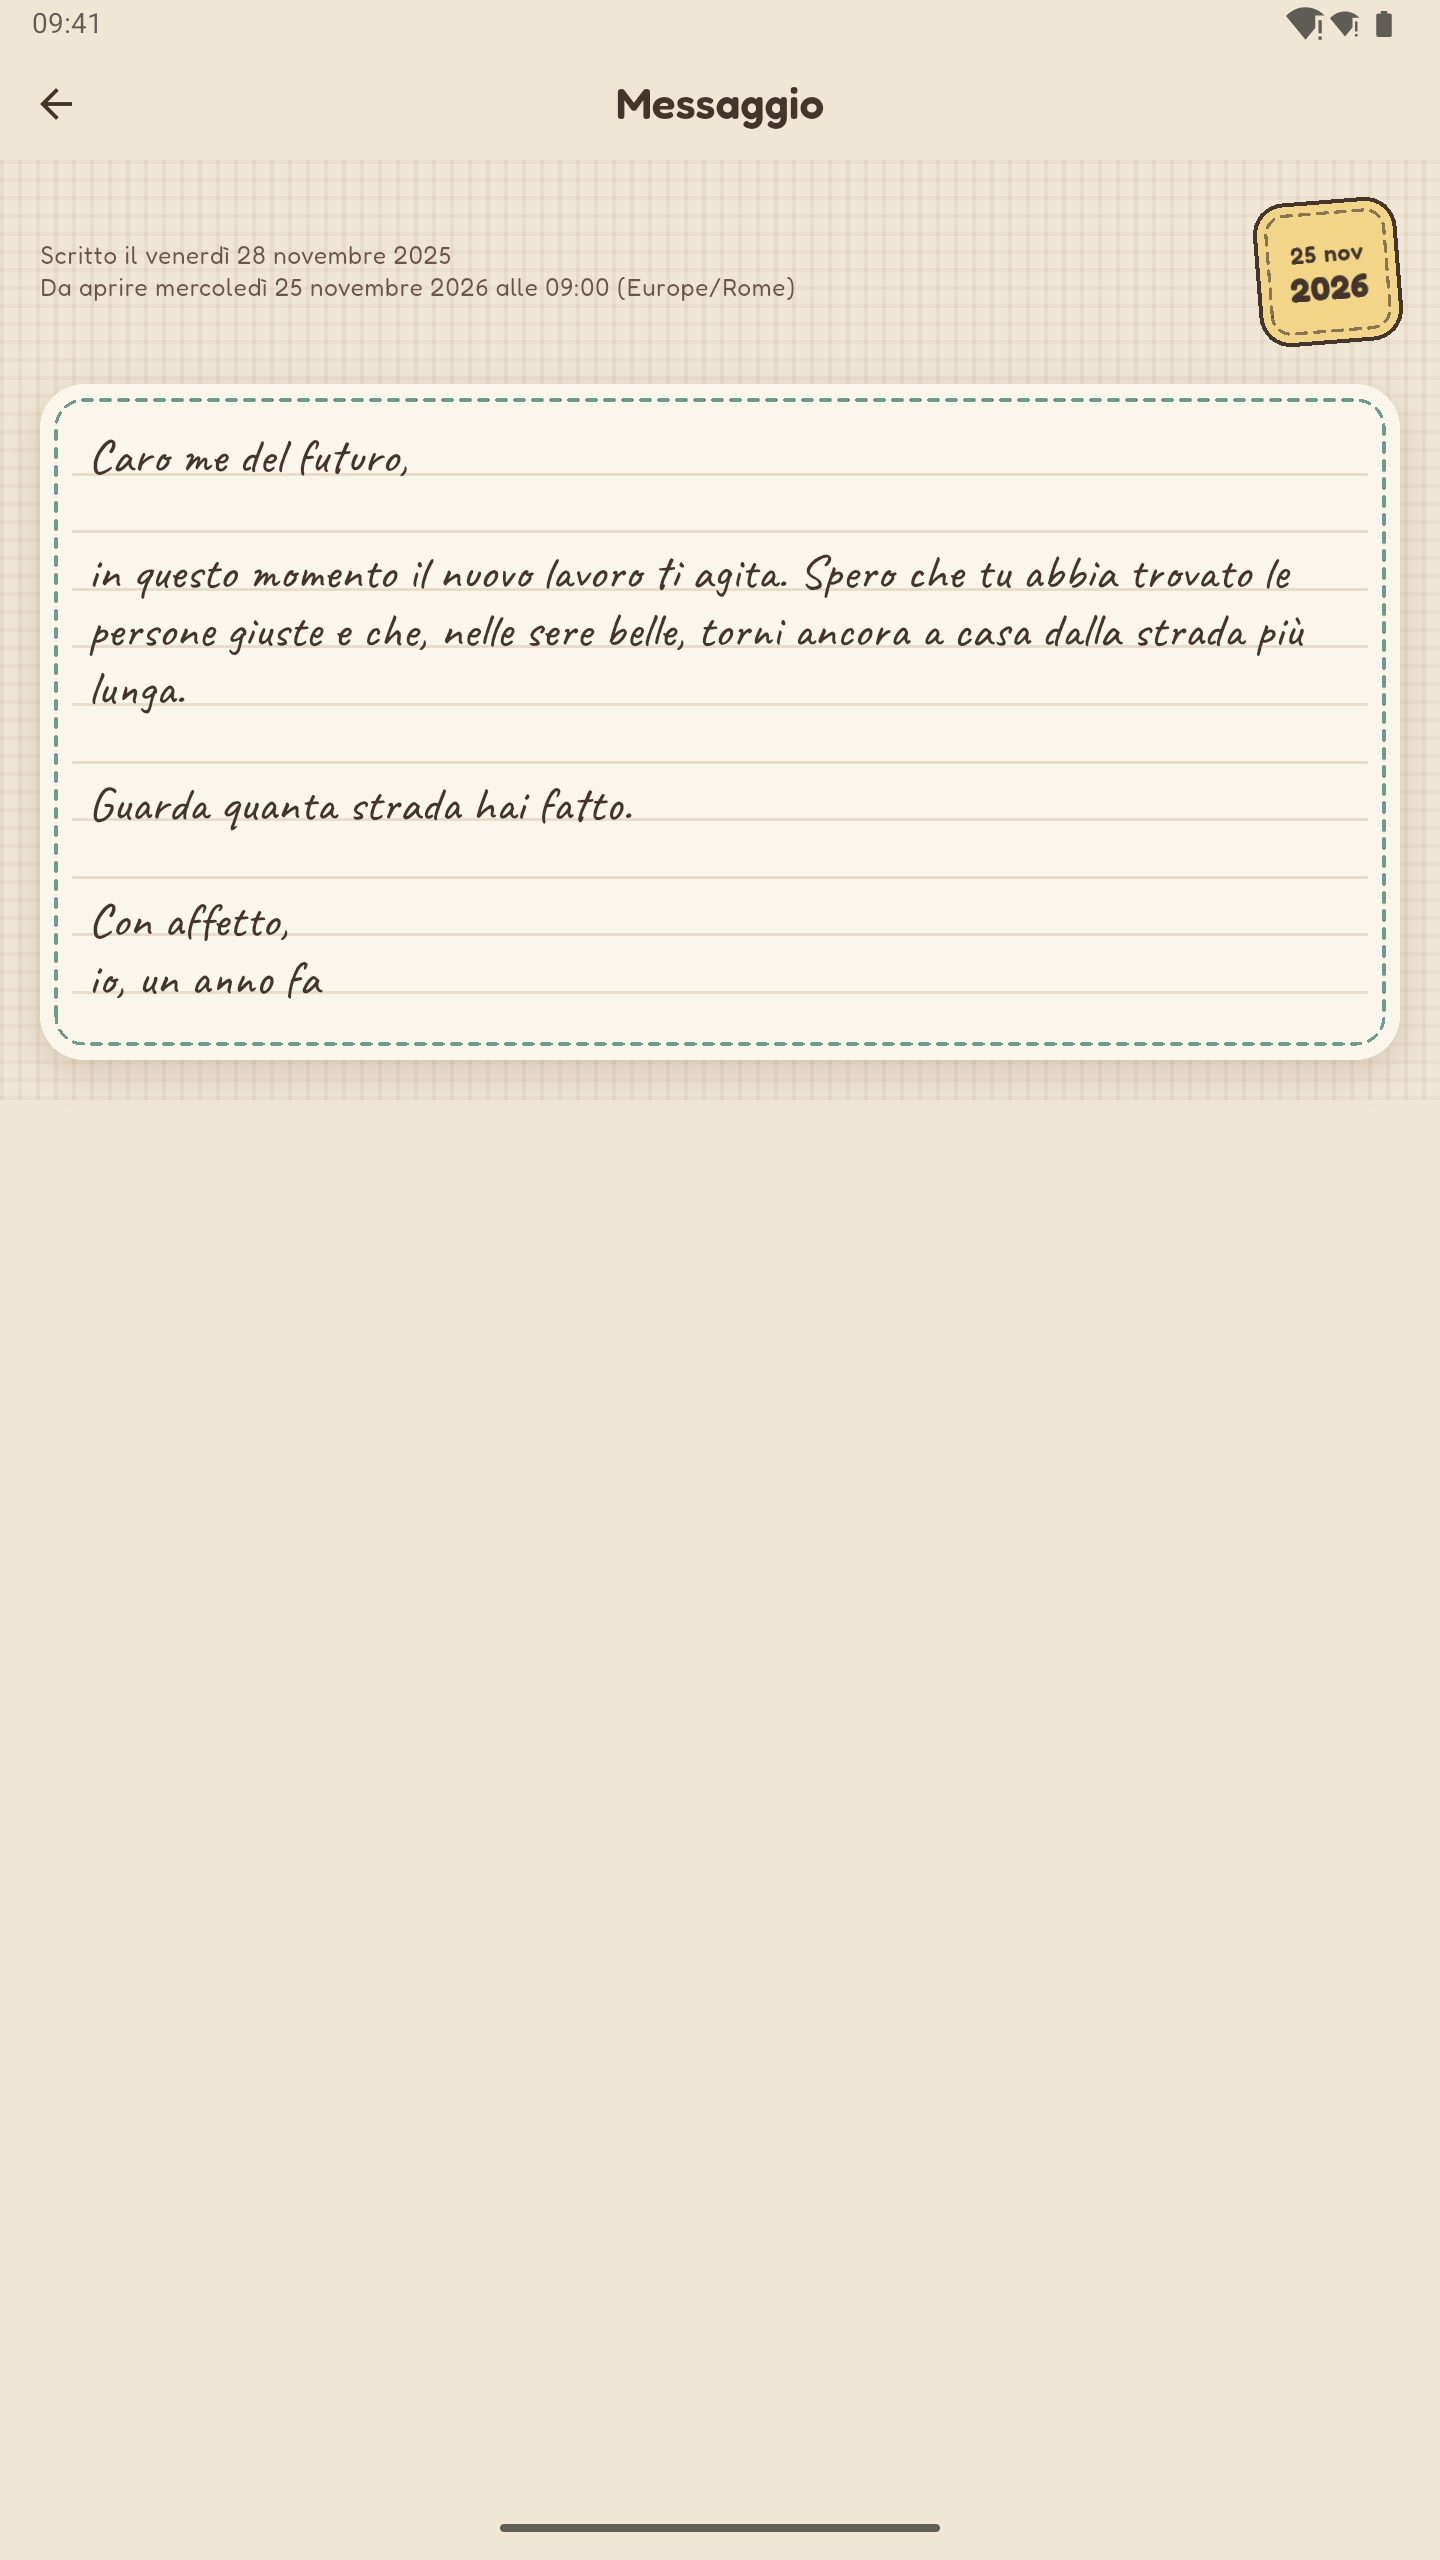 09:41
Messaggio
Scritto il venerdì 28 novembre 2025
Da aprire mercoledì 25 novembre 2026 alle 09:00 (Europe/Rome)
25 nov
2026
Caro me del futuro,
in questo momento il nuovo lavoro ti agita. Spero che tu abbia trovato le
persone giuste e che, nelle sere belle, torni ancora a casa dalla strada più
lunga.
Guarda quanta strada hai fatto.
Con affetto,
io, un anno fa